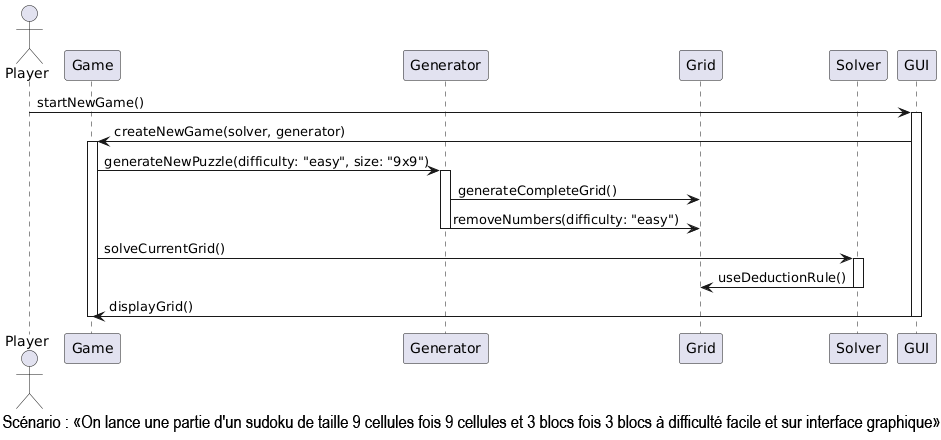 Player
Game
Generator
Grid
Solver
GUI
startNewGame()
createNewGame(solver, generator)
generateNewPuzzle(difficulty: "easy", size: "9x9")
generateCompleteGrid()
removeNumbers(difficulty: "easy")
solveCurrentGrid()
useDeductionRule()
displayGrid()
Player
Game
Generator
Grid
Solver
GUI
Scénario : «On lance une partie d'un sudoku de taille 9 cellules fois 9 cellules et 3 blocs fois 3 blocs à difficulté facile et sur interface graphique»